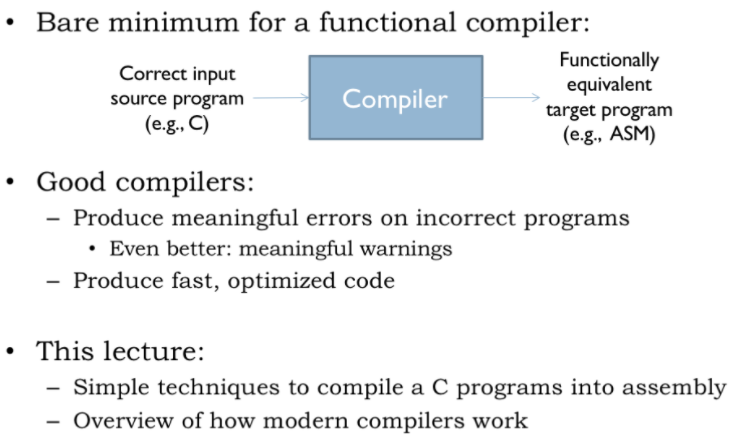 • Bare minimum for a functional compiler:
Correct input
source program
(e.g., C)
Compiler
Functionally
equivalent
target program
(e.g., ASM)
• Good compilers:
– Produce meaningful errors on incorrect programs
• Even better: meaningful warnings
– Produce fast, optimized code
• This lecture:
– Simple techniques to compile a C programs into assembly
– Overview of how modern compilers work